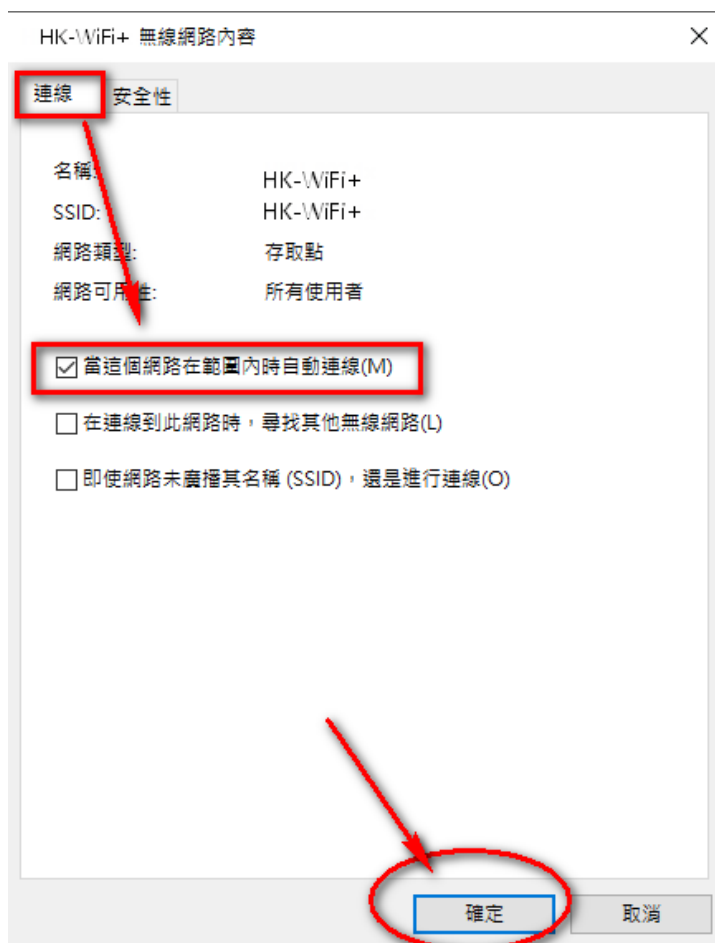 HK-WiFi+ 無線網路內容
連線 安全性
名稱: HK-WiFi+
SSID: HK-WiFi+
網路類型: 存取點
網路可用性: 所有使用者
當這個網路在範圍內時自動連線(M)
在連線到此網路時，尋找其他無線網路(L)
即使網路未廣播其名稱 (SSID)，還是進行連線(O)
確定 取消